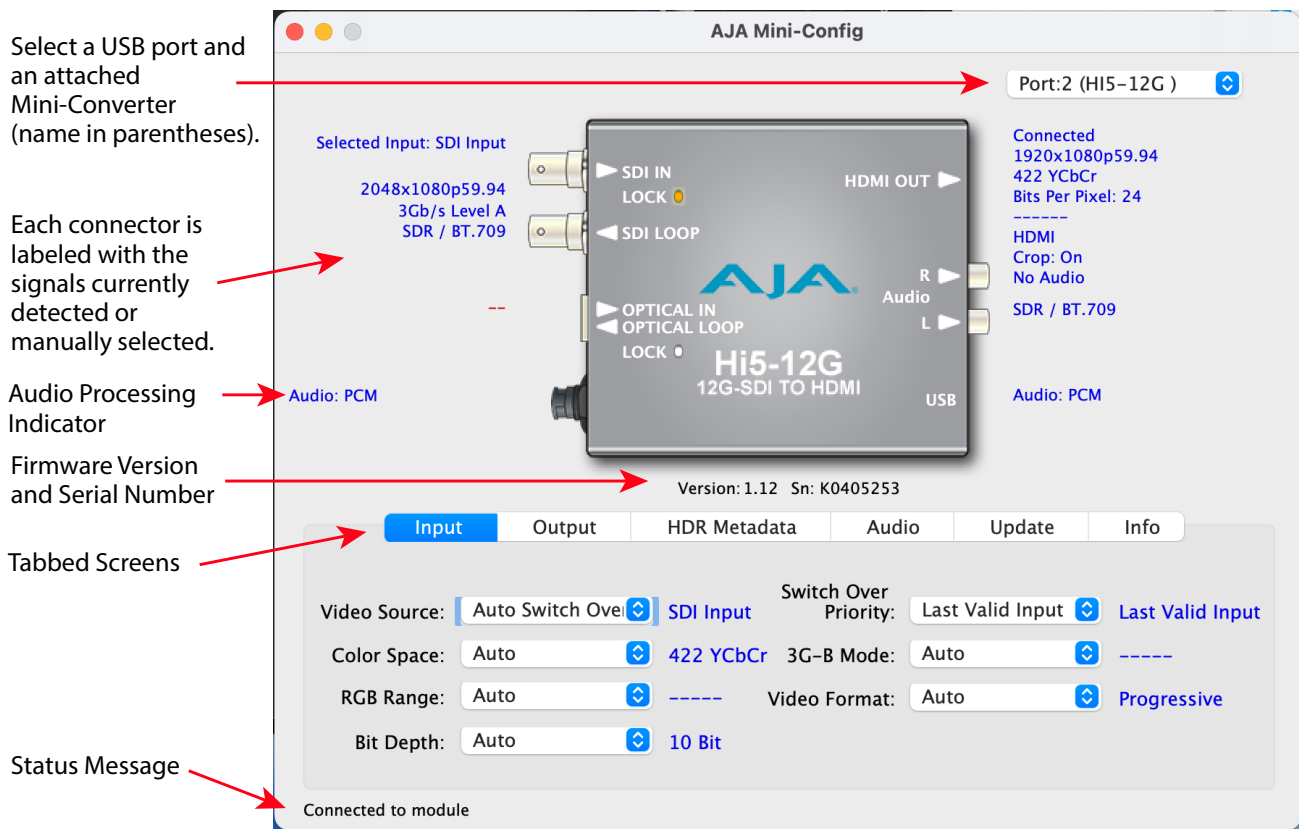 AJA Mini-Config
Select a USB port and
an attached
Mini-Converter
(name in parentheses).
Port:2 (HI5-12G )
Selected Input: SDI Input
2048x1080p59.94
3Gb/s Level A
SDR / BT.709
--
Audio: PCM
SDI IN
LOCK
SDI LOOP
HDMI OUT
AJA
R
Audio
L
OPTICAL IN
OPTICAL LOOP
LOCK
Hi5-12G
12G-SDI TO HDMI
USB
Connected
1920x1080p59.94
422 YCbCr
Bits Per Pixel: 24
------
HDMI
Crop: On
No Audio
SDR / BT.709
Audio: PCM
Each connector is
labeled with the
signals currently
detected or
manually selected.
Audio Processing
Indicator
Firmware Version
and Serial Number
Version: 1.12 Sn: K0405253
Tabbed Screens
Input Output HDR Metadata Audio Update Info
Video Source: Auto Switch Over SDI Input
Switch Over
Priority: Last Valid Input Last Valid Input
Color Space: Auto 422 YCbCr 3G-B Mode: Auto -----
RGB Range: Auto ----- Video Format: Auto Progressive
Bit Depth: Auto 10 Bit
Status Message
Connected to module